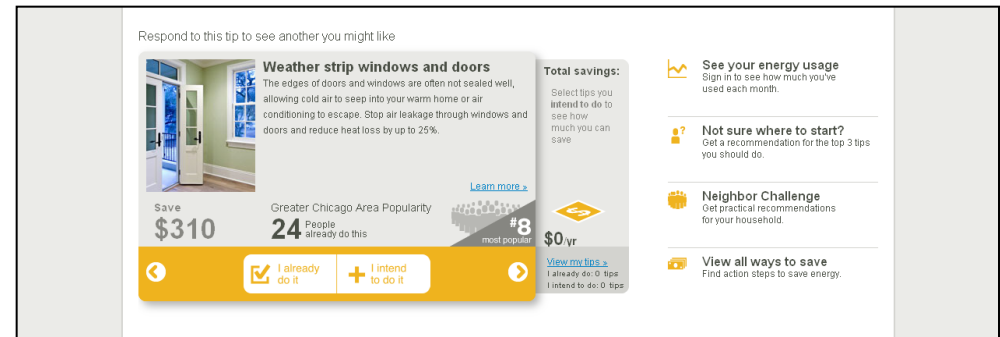 Respond to this tip to see another you might like
Weather strip windows and doors
The edges of doors and windows are often not sealed well,
allowing cold air to seep into your warm home or air
conditioning to escape. Stop air leakage through windows and
doors and reduce heat loss by up to 25%.
Learn more »
Save
$310
Greater Chicago Area Popularity
24 People
already do this
#8
most popular
I already
do it
I intend
to do it
Total savings:
Select tips you
intend to do to
see how
much you can
save
$
$0/yr
View my tips »
I already do: 0 tips
I intend to do: 0 tips
See your energy usage
Sign in to see how much you've
used each month.
?
Not sure where to start?
Get a recommendation for the top 3 tips
you should do.
Neighbor Challenge
Get practical recommendations
for your household.
View all ways to save
Find action steps to save energy.